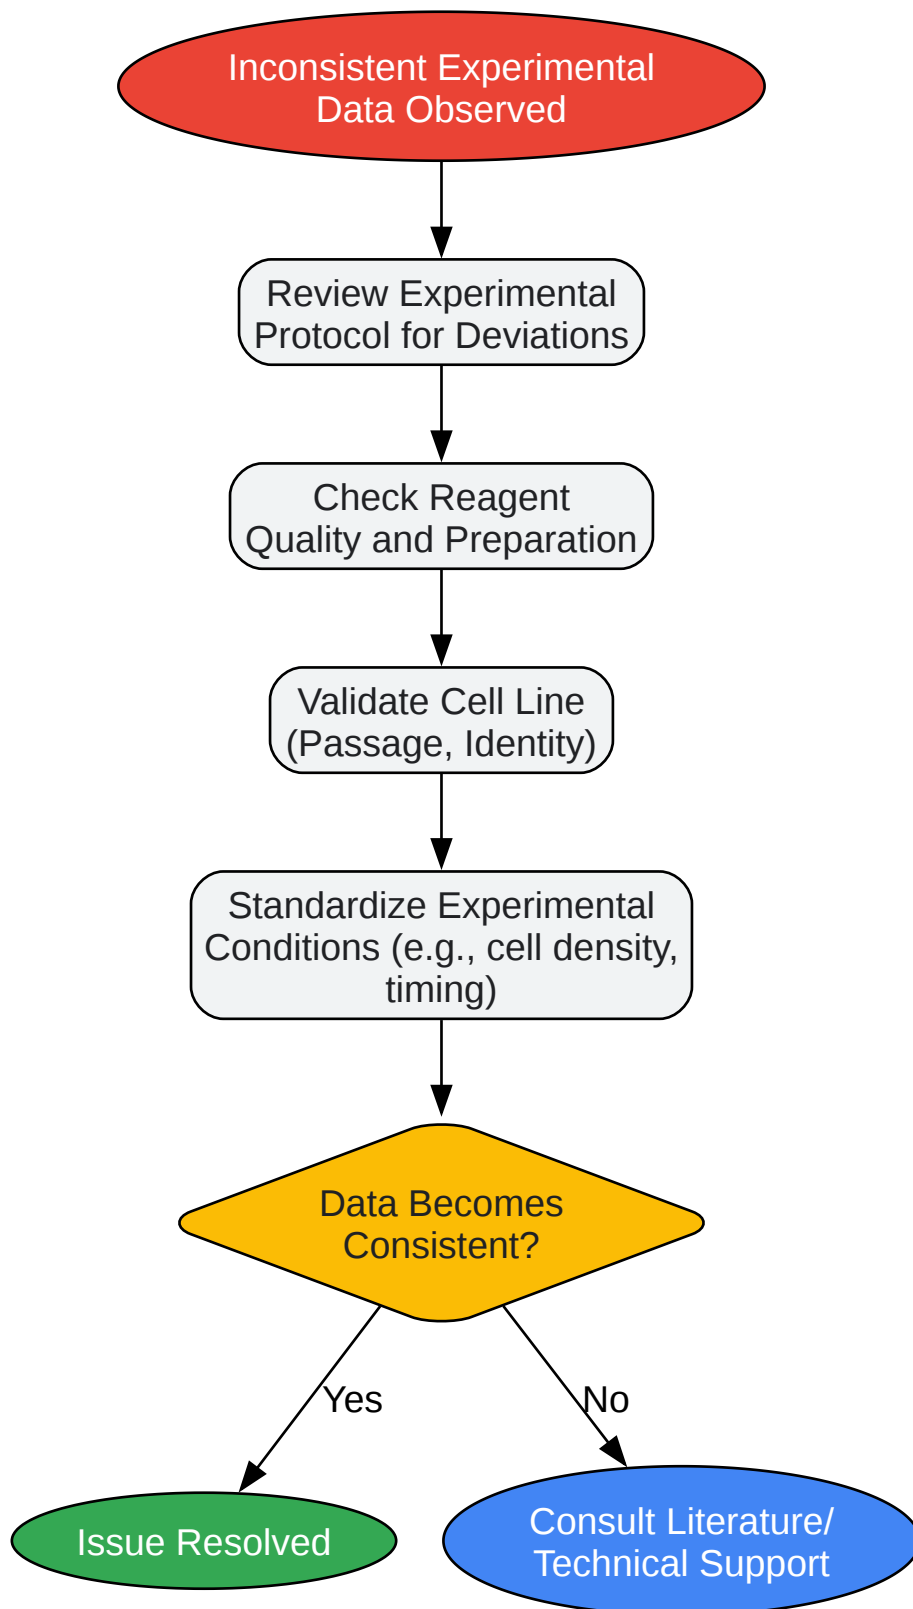 Inconsistent Experimental
Data Observed
Review Experimental
Protocol for Deviations
Check Reagent
Quality and Preparation
Validate Cell Line
(Passage, Identity)
Standardize Experimental
Conditions (e.g., cell density,
timing)
Data Becomes
Consistent?
Yes
No
Issue Resolved
Consult Literature/
Technical Support